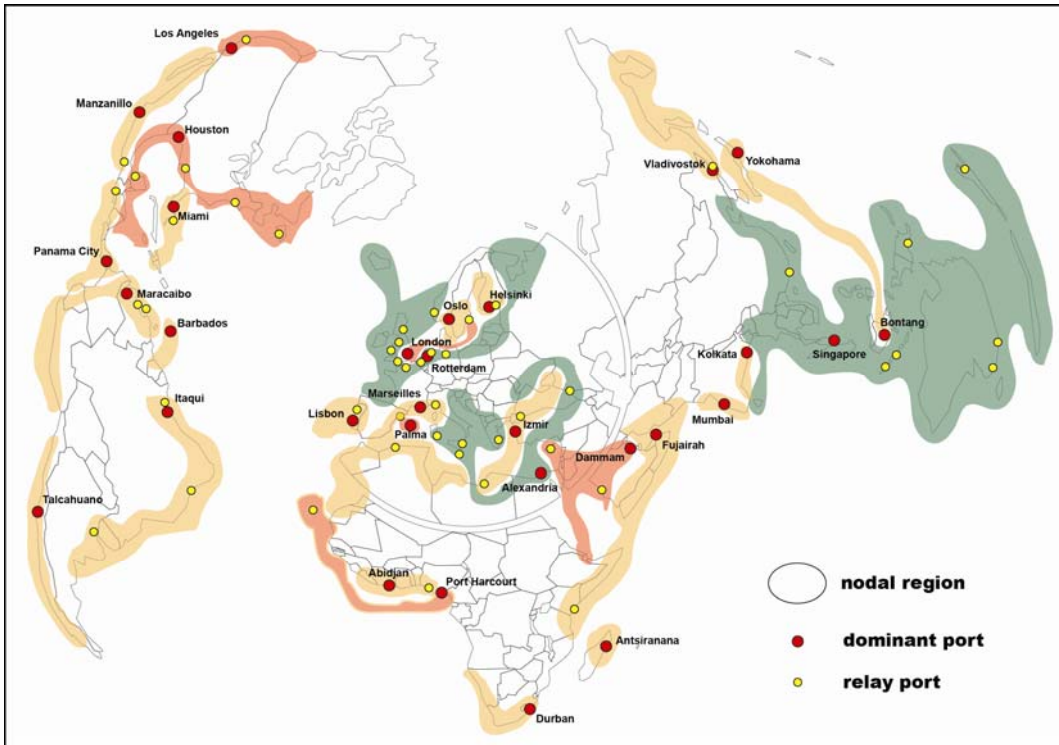 Los Angeles
Manzanillo
Houston
Miami
Panama City
Maracaibo
Barbados
Itaqui
Talcahuano
Vladivostok
Yokohama
Oslo
Helsinki
London
Rotterdam
Marseilles
Lisbon
Palma
Izmir
Alexandria
Dammam
Fujairah
Mumbai
Kolkata
Singapore
Bontang
Abidjan
Port Harcourt
Antsiranana
Durban
nodal region
dominant port
relay port